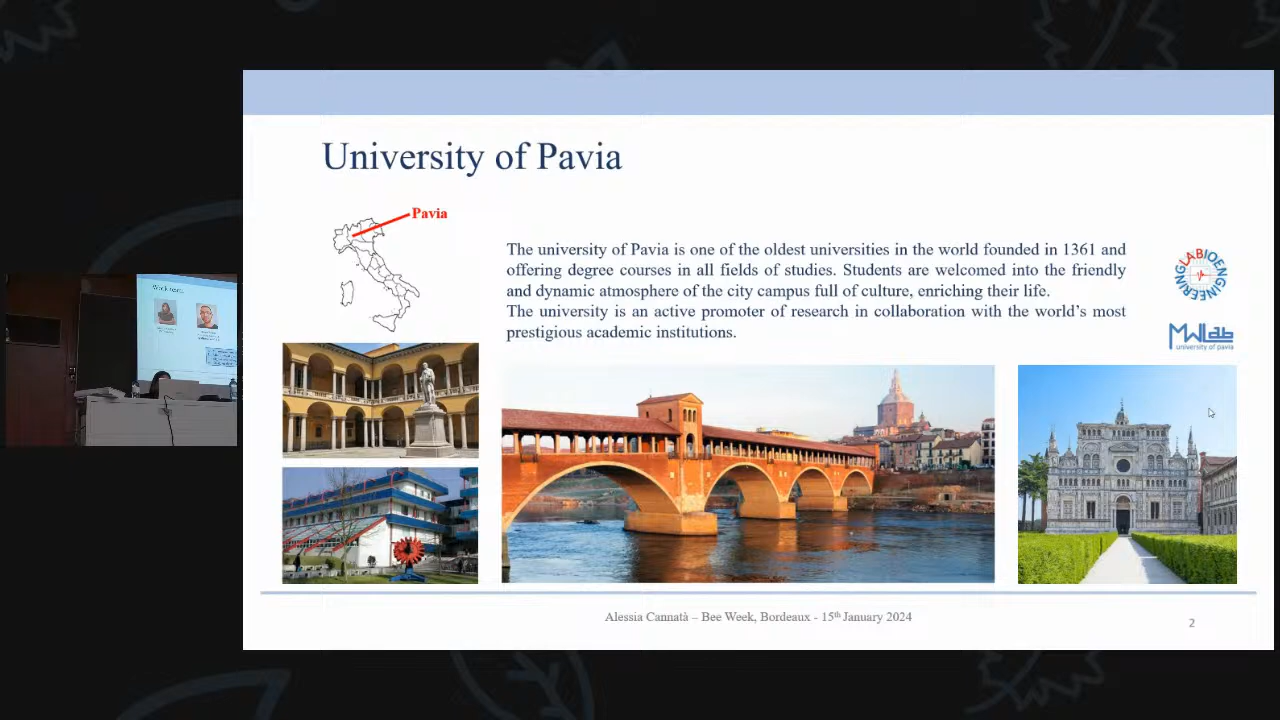 University of Pavia
Pavia
The university of Pavia is one of the oldest universities in the world founded in 1361 and
offering degree courses in all fields of studies. Students are welcomed into the friendly
and dynamic atmosphere of the city campus full of culture, enriching their life.
The university is an active promoter of research in collaboration with the world's most
prestigious academic institutions.
LABIOENGINEERING
MWLab
university of pavia
Work team
Alessia Cannatà – Bee Week, Bordeaux - 15th January 2024
2